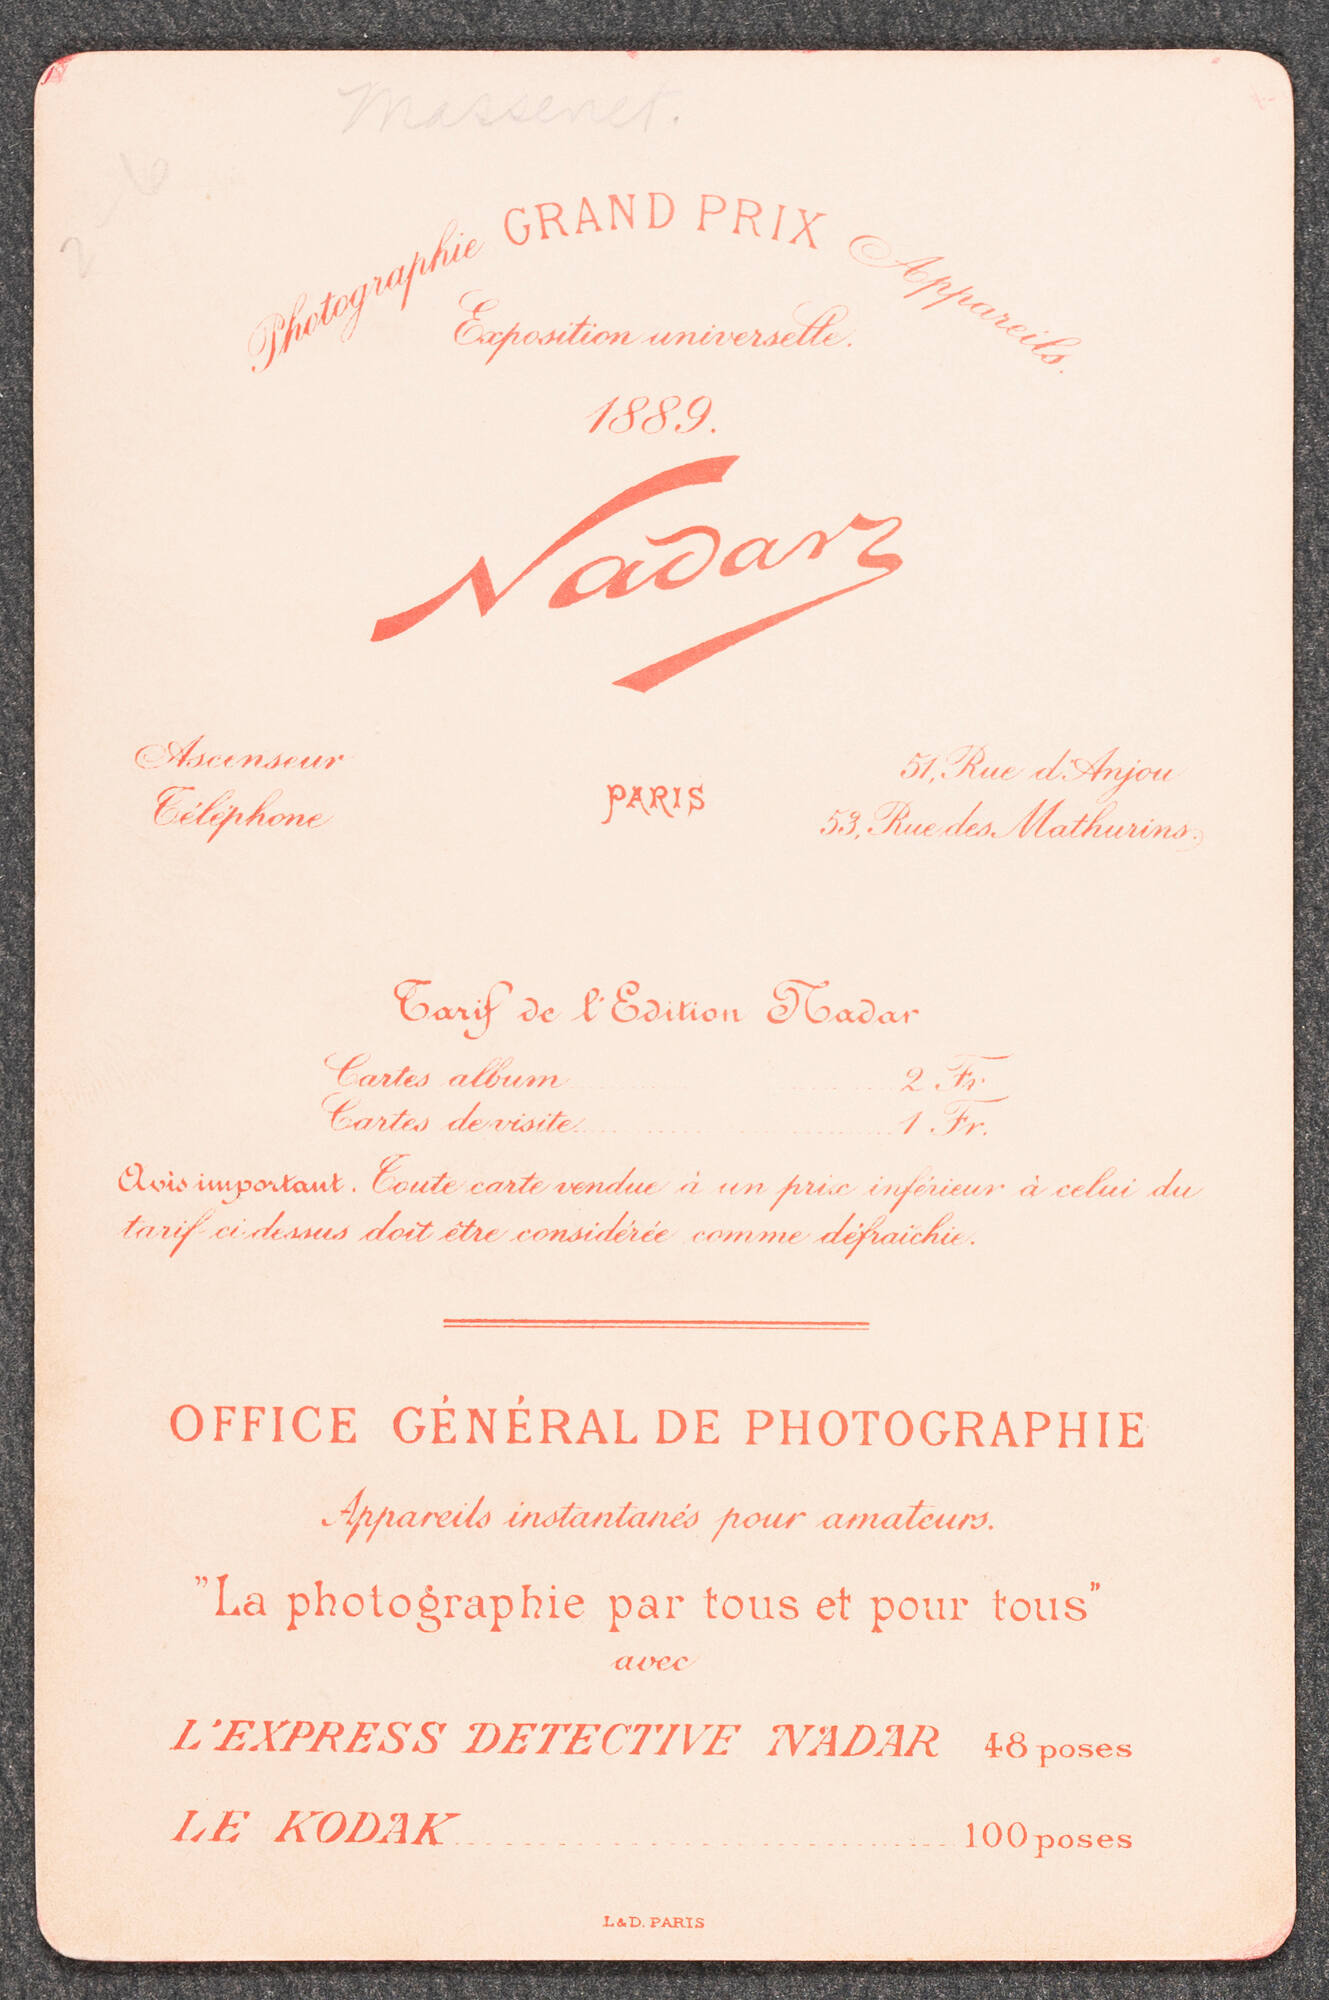 Massenet.
2-6
Photographie GRAND PRIX Appareils.
Exposition universelle.
1889.
Nadar
Ascenseur
Téléphone
PARIS
51, Rue d'Anjou
53, Rue des Mathurins.
Tarif de l'Edition Nadar
Cartes album 2 Fr.
Cartes de visite 1 Fr.
Avis important. Toute carte vendue à un prix inférieur à celui du
tarif ci dessus doit être considérée comme défraîchie.
OFFICE GÉNÉRAL DE PHOTOGRAPHIE
Appareils instantanés pour amateurs.
"La photographie par tous et pour tous"
avec
L'EXPRESS DETECTIVE NADAR 48 poses
LE KODAK 100 poses
L & D. PARIS